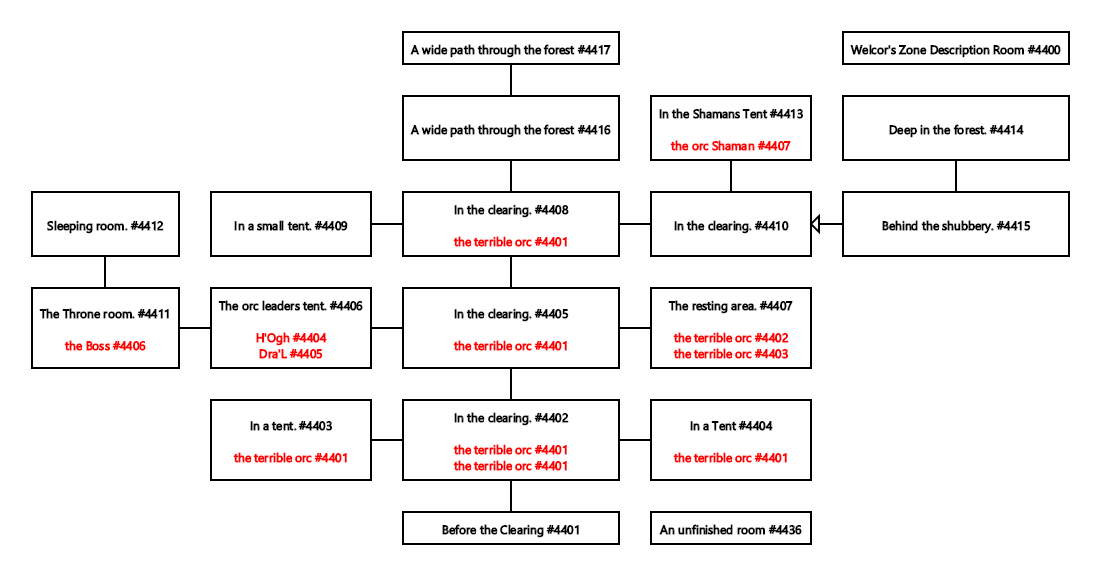 A wide path through the forest #4417
Welcor's Zone Description Room #4400
A wide path through the forest #4416
In the Shamans Tent #4413
the orc Shaman #4407
Deep in the forest. #4414
Sleeping room. #4412
In a small tent. #4409
In the clearing. #4408
the terrible orc #4401
In the clearing. #4410
Behind the shubbery. #4415
The Throne room. #4411
the Boss #4406
The orc leaders tent. #4406
H'Ogh #4404
Dra'L #4405
In the clearing. #4405
the terrible orc #4401
The resting area. #4407
the terrible orc #4402
the terrible orc #4403
In a tent. #4403
the terrible orc #4401
In the clearing. #4402
the terrible orc #4401
the terrible orc #4401
In a Tent #4404
the terrible orc #4401
Before the Clearing #4401
An unfinished room #4436